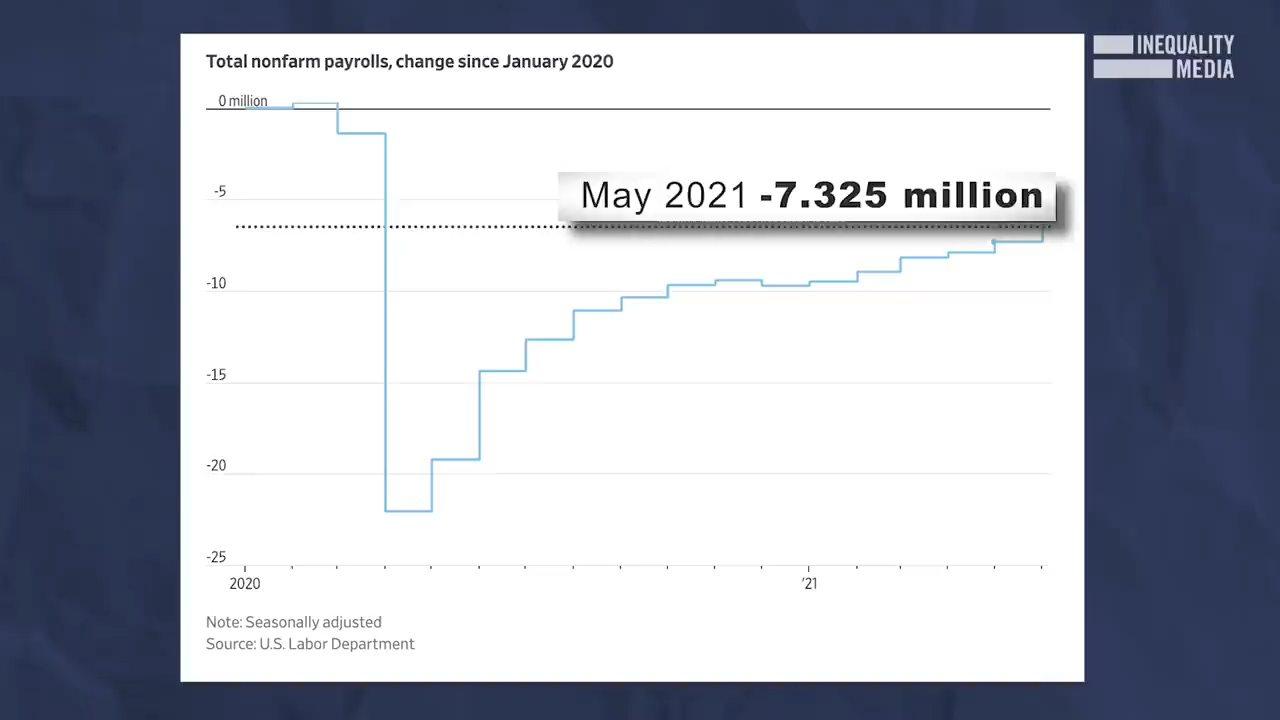 INEQUALITY
MEDIA
Total nonfarm payrolls, change since January 2020
0 million
May 2021 -7.325 million
-5
-10
-15
-20
-25
2020
'21
Note: Seasonally adjusted
Source: U.S. Labor Department